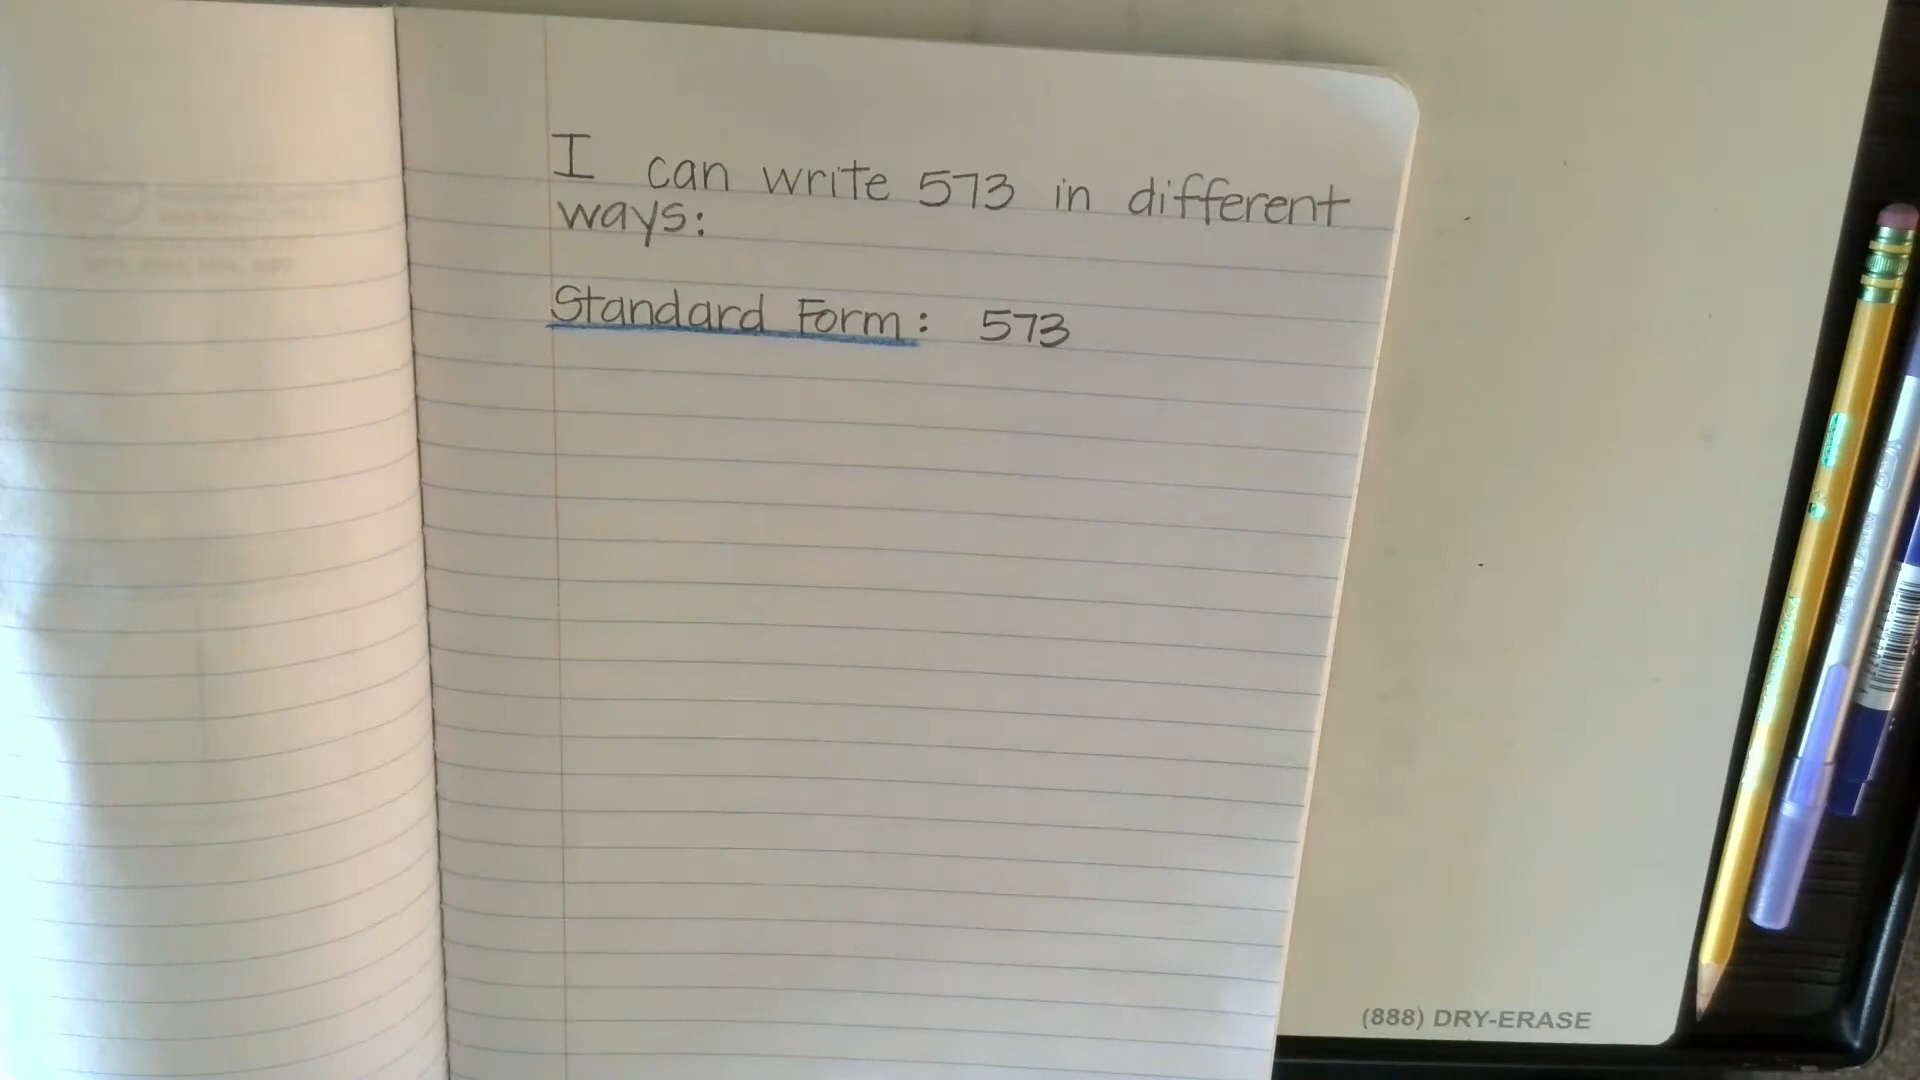 I can write 573 in different
ways:
Standard Form: 573
(888) DRY-ERASE